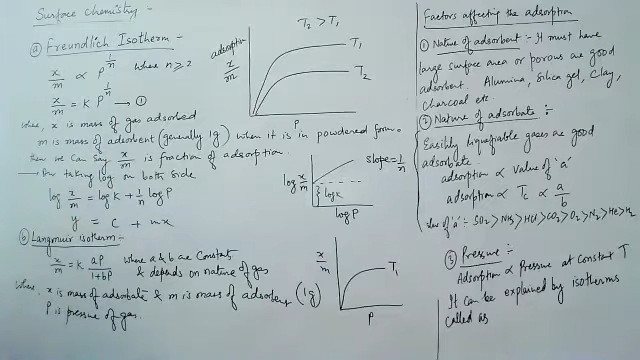 Surface Chemistry :-
(a) Freundlich Isotherm :-
x/m ∝ P^(1/n) where n ≥ 2
x/m = K P^(1/n) → ①
where, x is mass of gas adsorbed
m is mass of adsorbent (generally 1g) when it is in powdered form.
then we can say x/m is fraction of adsorption.
→ On taking log on both side
log x/m = log K + 1/n log P
y = C + mx
T2 > T1
adsorption
x/m
T1
T2
P
log x/m
slope = 1/n
log K
log P
(b) Langmuir isotherm :-
x/m = K aP/(1+bP) where a & b are Constants
& depends on nature of gas
where, x is mass of adsorbate & m is mass of adsorbent (1g)
P is pressure of gas.
x/m
T1
P
Factors affecting the adsorption
① Nature of adsorbent :- It must have
large surface area or porous are good
adsorbent. Alumina, Silica gel, Clay,
charcoal etc.
② Nature of adsorbate :-
Easihly liquifiable gases are good
adsorbate.
adsorption ∝ value of 'a'
adsorption ∝ Tc ∝ a/b
of 'a' :- SO2 > NH3 > HCl > CO2 > O2 > N2 > He > H2
③ Pressure :-
Adsorption ∝ Pressure at Constant T
It can be explained by isotherms
called as